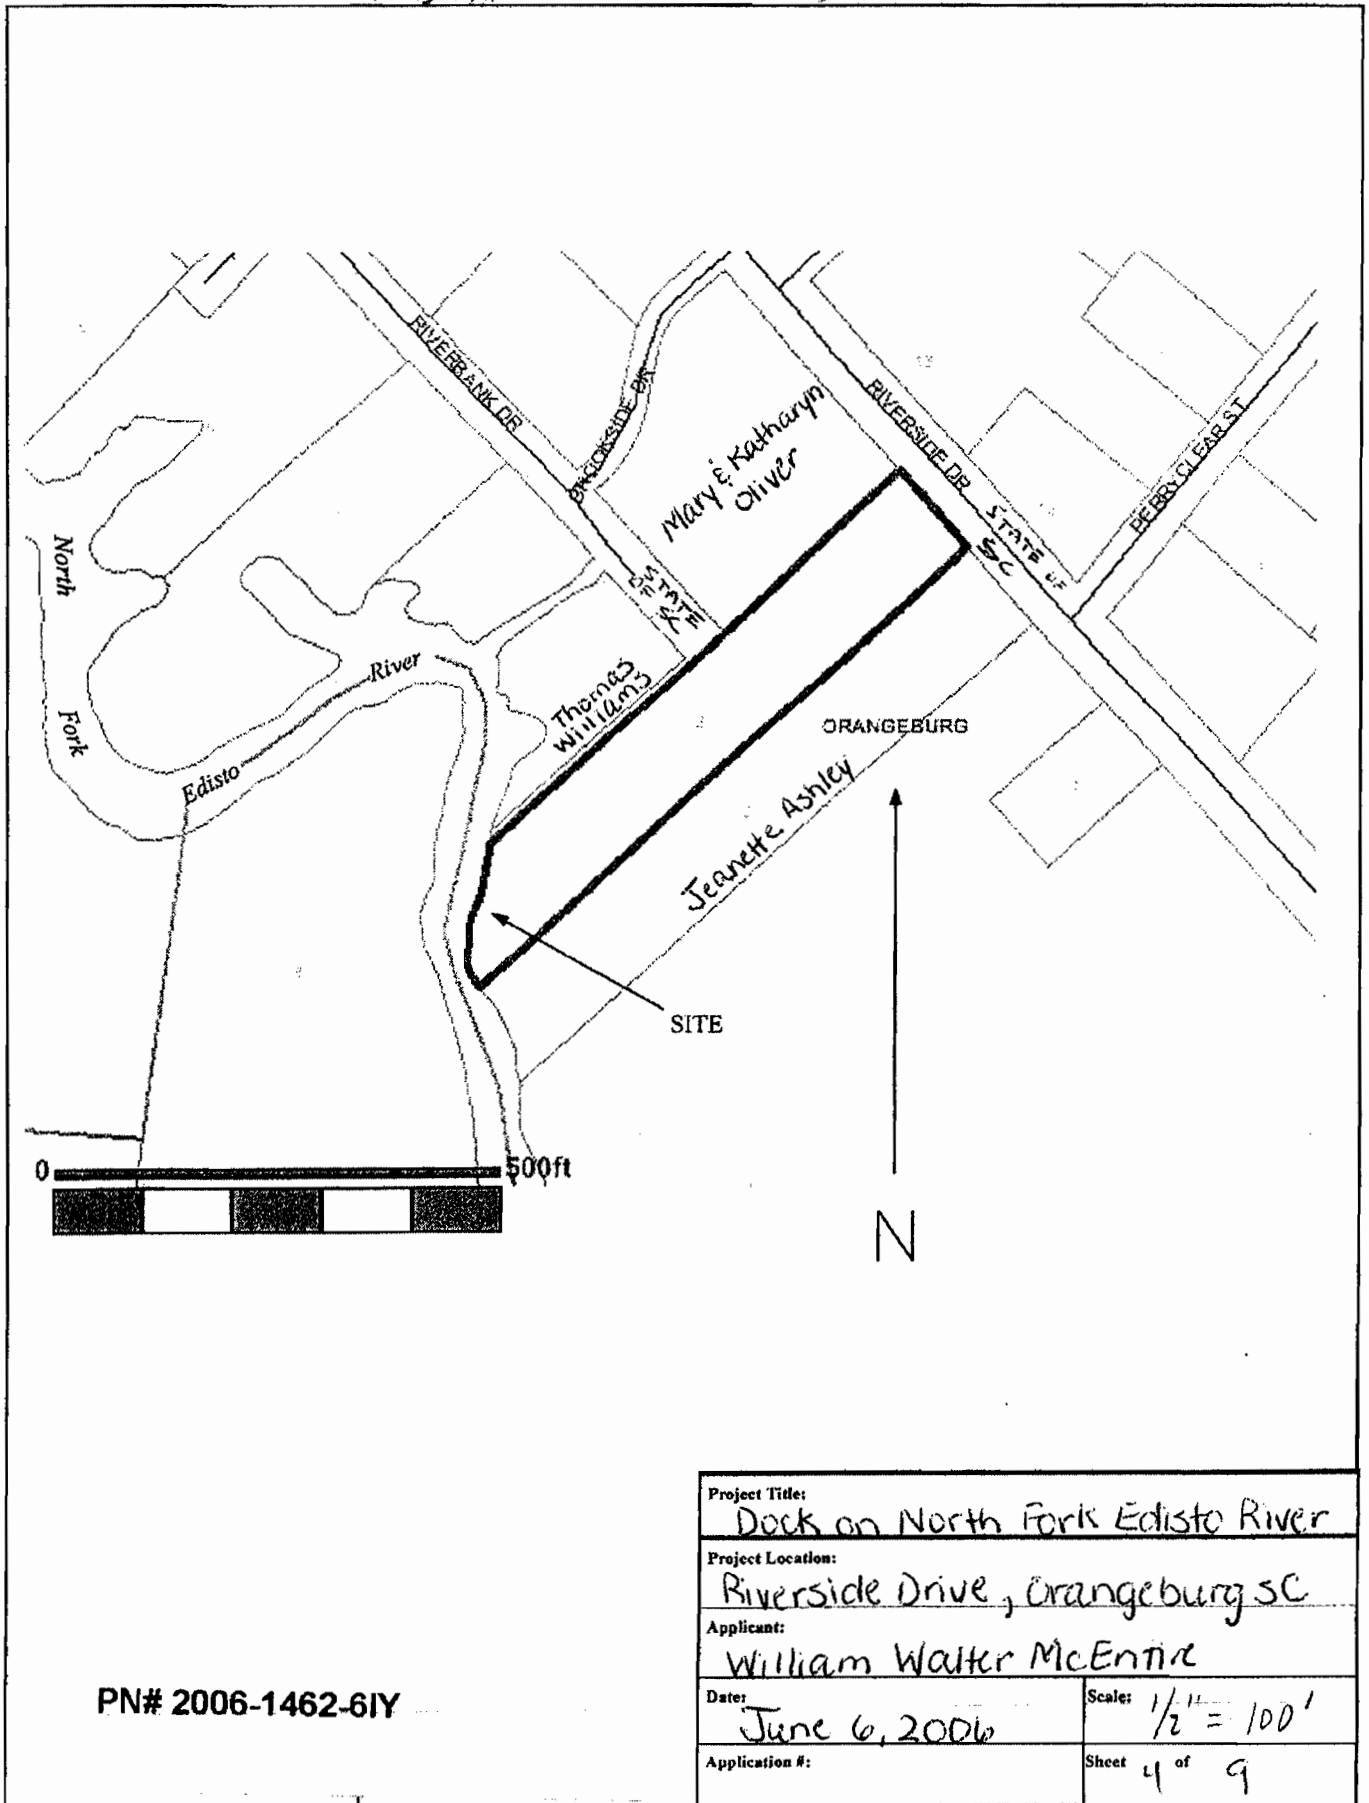 RIVERBANK DR
BROOKSIDE DR
Mary & Katharyn
Oliver
RIVERSIDE DR
STATE OF
SC
PERRY CLEAR ST
North
Fork
Edisto
River
STATE
OF SC
Thomas
Williams
ORANGEBURG
Jeanette Ashley
SITE
0 500ft
N
PN# 2006-1462-6IY
Project Title:
Dock on North Fork Edisto River
Project Location:
Riverside Drive, Orangeburg SC
Applicant:
William Walter McEntire
Date:
June 6, 2006
Scale: 1/2" = 100'
Application #:
Sheet 4 of 9